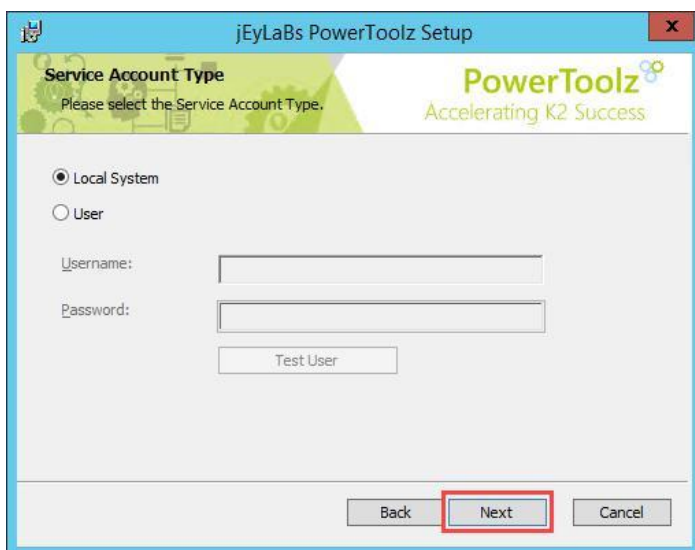 jEyLaBs PowerToolz Setup
x
Service Account Type
Please select the Service Account Type.
PowerToolz
Accelerating K2 Success
Local System
User
Username:
Password:
Test User
Back Next Cancel